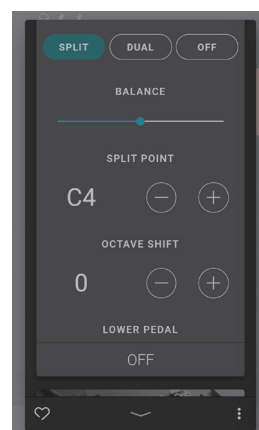 SPLIT DUAL OFF
BALANCE
SPLIT POINT
C4
OCTAVE SHIFT
0
LOWER PEDAL
OFF